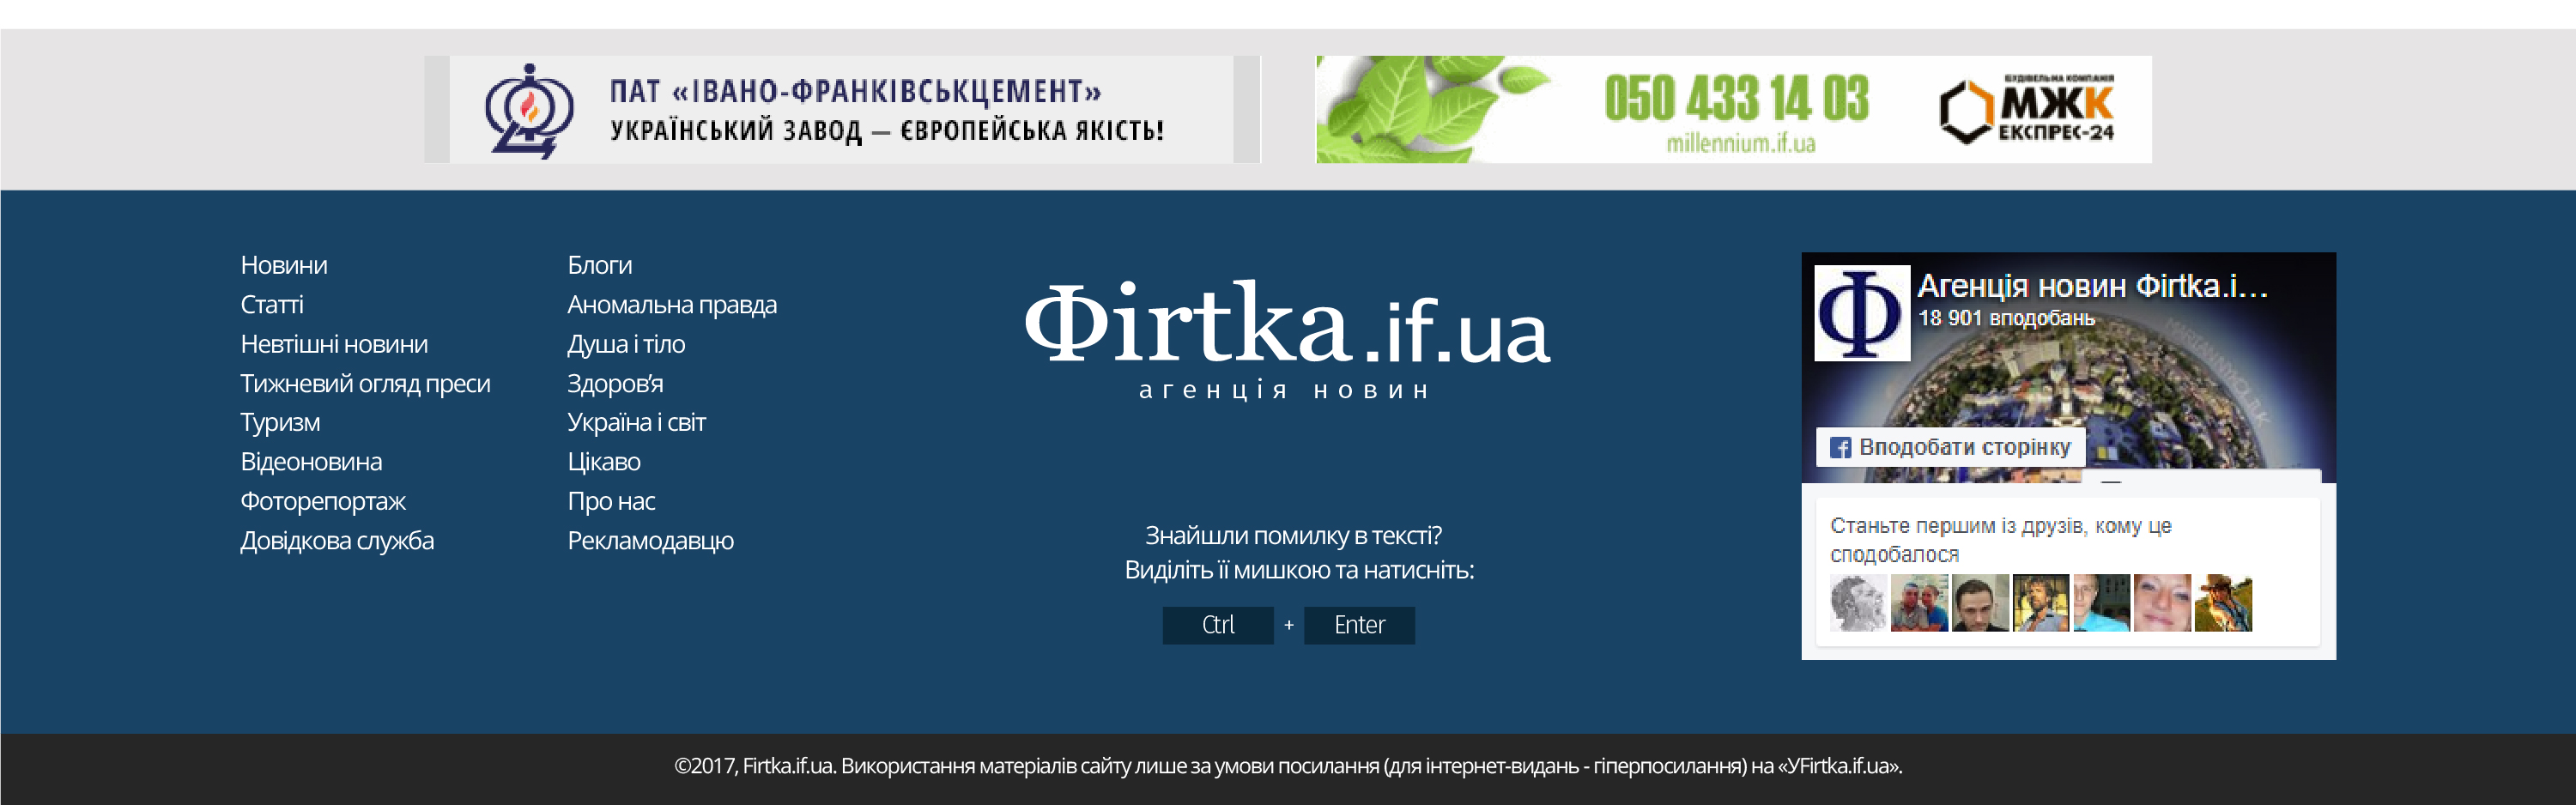 ПАТ «ІВАНО-ФРАНКІВСЬКЦЕМЕНТ»
УКРАЇНСЬКИЙ ЗАВОД — ЄВРОПЕЙСЬКА ЯКІСТЬ!
050 433 14 03
millennium.if.ua
БУДІВЕЛЬНА КОМПАНІЯ
МЖК
ЕКСПРЕС-24
Новини
Статті
Невтішні новини
Тижневий огляд преси
Туризм
Відеоновина
Фоторепортаж
Довідкова служба
Блоги
Аномальна правда
Душа і тіло
Здоров’я
Україна і світ
Цікаво
Про нас
Рекламодавцю
Фirtka.if.ua
агенція новин
Знайшли помилку в тексті?
Виділіть її мишкою та натисніть:
Ctrl + Enter
Ф
Агенція новин Фirtka.i...
18 901 вподобань
Вподобати сторінку
Станьте першим із друзів, кому це
сподобалося
©2017, Firtka.if.ua. Використання матеріалів сайту лише за умови посилання (для інтернет-видань - гіперпосилання) на «УFirtka.if.ua».